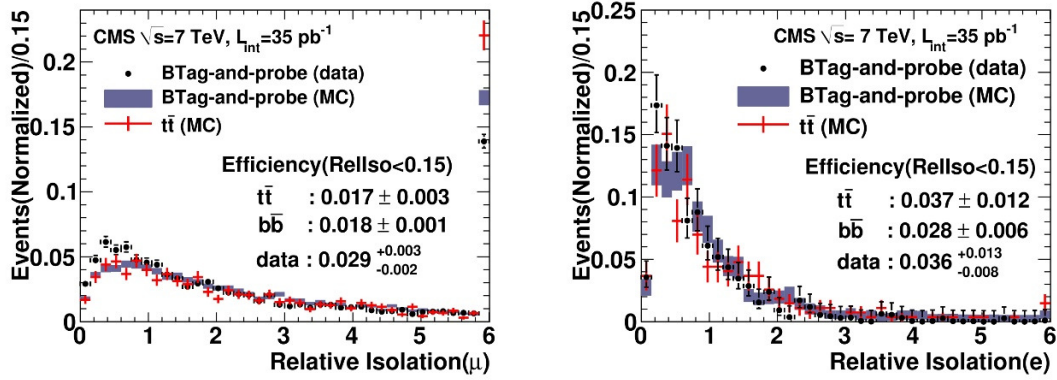 Events(Normalized)/0.15
0.2
0.15
0.1
0.05
0
CMS √s=7 TeV, L_int=35 pb⁻¹
BTag-and-probe (data)
BTag-and-probe (MC)
tt̄ (MC)
Efficiency(RelIso<0.15)
tt̄ : 0.017 ± 0.003
bb̄ : 0.018 ± 0.001
data : 0.029 +0.003 -0.002
0 1 2 3 4 5 6
Relative Isolation(μ)
Events(Normalized)/0.15
0.25
0.2
0.15
0.1
0.05
0
CMS √s= 7 TeV, L_int=35 pb⁻¹
BTag-and-probe (data)
BTag-and-probe (MC)
tt̄ (MC)
Efficiency(RelIso<0.15)
tt̄ : 0.037 ± 0.012
bb̄ : 0.028 ± 0.006
data : 0.036 +0.013 -0.008
0 1 2 3 4 5 6
Relative Isolation(e)